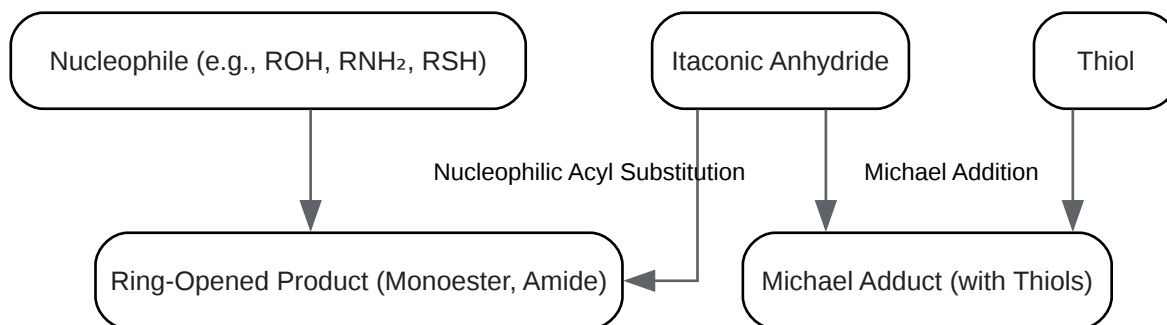 Nucleophile (e.g., ROH, RNH₂, RSH)
Itaconic Anhydride
Thiol
Nucleophilic Acyl Substitution
Michael Addition
Ring-Opened Product (Monoester, Amide)
Michael Adduct (with Thiols)